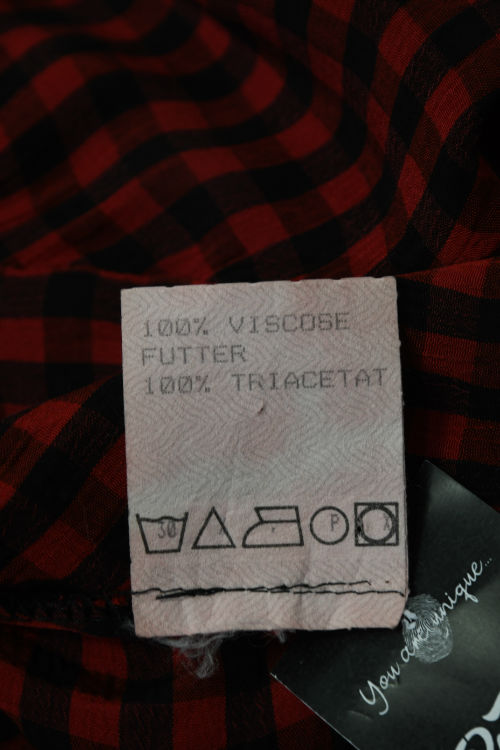 100% VISCOSE
FUTTER
100% TRIACETAT
30 P
You are unique...